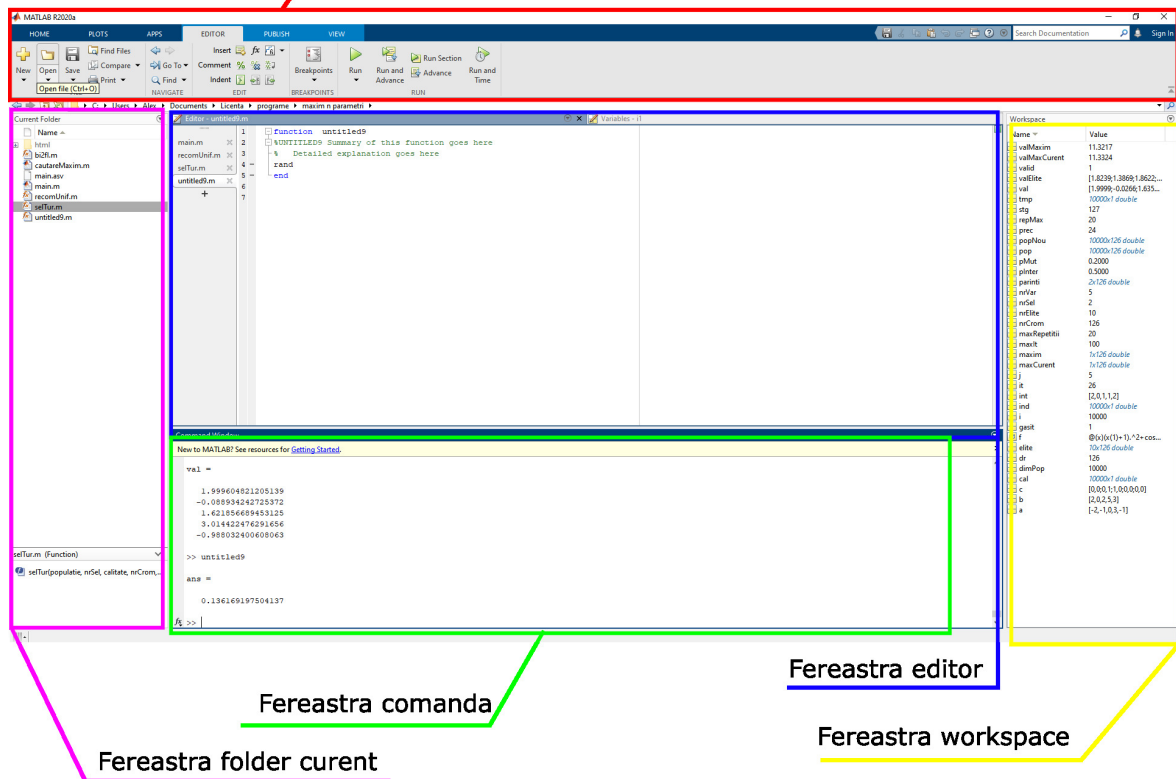 MATLAB R2020a
HOME PLOTS APPS EDITOR PUBLISH VIEW
Search Documentation Sign In
New Open Save Find Files Compare Print Go To Find Insert Comment Indent fx Breakpoints Run Run and Advance Run Section Advance Run and Time
Open file (Ctrl+O)
NAVIGATE EDIT BREAKPOINTS RUN
C: Users Alex Documents Licenta programe maxim n parametri
Current Folder
Name
html
bi2fl.m
cautareMaxim.m
main.asv
main.m
recomUnif.m
selTur.m
untitled9.m
selTur.m (Function)
selTur(populatie, nrSel, calitate, nrCrom,...
Editor - untitled9.m
Variables - i1
main.m
recomUnif.m
selTur.m
untitled9.m
+
1 function untitled9
2 %UNTITLED9 Summary of this function goes here
3 % Detailed explanation goes here
4 - rand
5 - end
6
7
Command Window
New to MATLAB? See resources for Getting Started.
val =
1.999604821205139
-0.088934242725372
1.621856689453125
3.014422476291656
-0.988032400608063
>> untitled9
ans =
0.136169197504137
fx >>
Workspace
Name Value
valMaxim 11.3217
valMaxCurent 11.3324
valid 1
valElite [1.8239;1.3869;1.8622;...
val [1.9999;-0.0266;1.635...
tmp 10000x1 double
stg 127
repMax 20
prec 24
popNou 10000x126 double
pop 10000x126 double
pMut 0.2000
pInter 0.5000
parinti 2x126 double
nrVar 5
nrSel 2
nrElite 10
nrCrom 126
maxRepetitii 20
maxIt 100
maxim 1x126 double
maxCurent 1x126 double
j 5
it 26
int [2,0,1,1,2]
ind 10000x1 double
i 10000
gasit 1
f @(x)(x(1)+1).^2+cos...
elite 10x126 double
dr 126
dimPop 10000
cal 10000x1 double
c [0,0;0,1;1,0;0,0;0,0]
b [2,0,2,5,3]
a [-2,-1,0,3,-1]
Fereastra editor
Fereastra comanda
Fereastra workspace
Fereastra folder curent